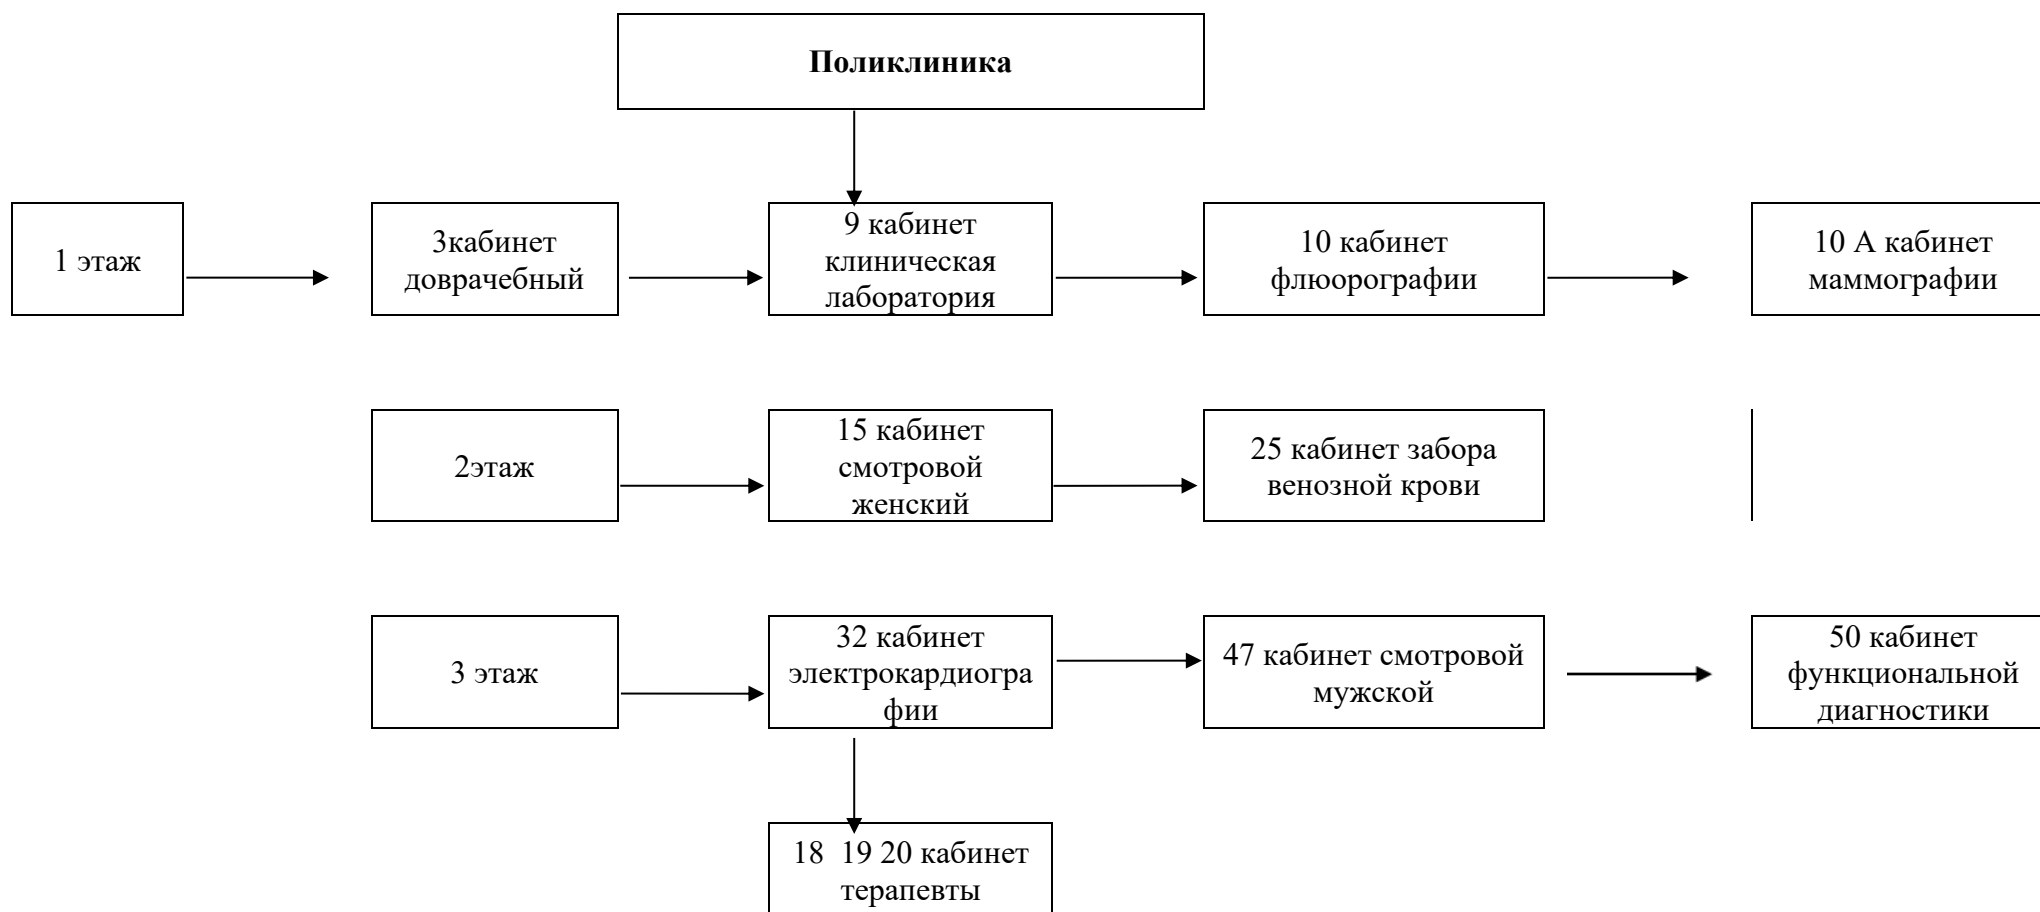 Поликлиника
1 этаж
3кабинет
доврачебный
9 кабинет
клиническая
лаборатория
10 кабинет
флюорографии
10 А кабинет
маммографии
2этаж
15 кабинет
смотровой
женский
25 кабинет забора
венозной крови
3 этаж
32 кабинет
электрокардиогра
фии
47 кабинет смотровой
мужской
50 кабинет
функциональной
диагностики
18 19 20 кабинет
терапевты